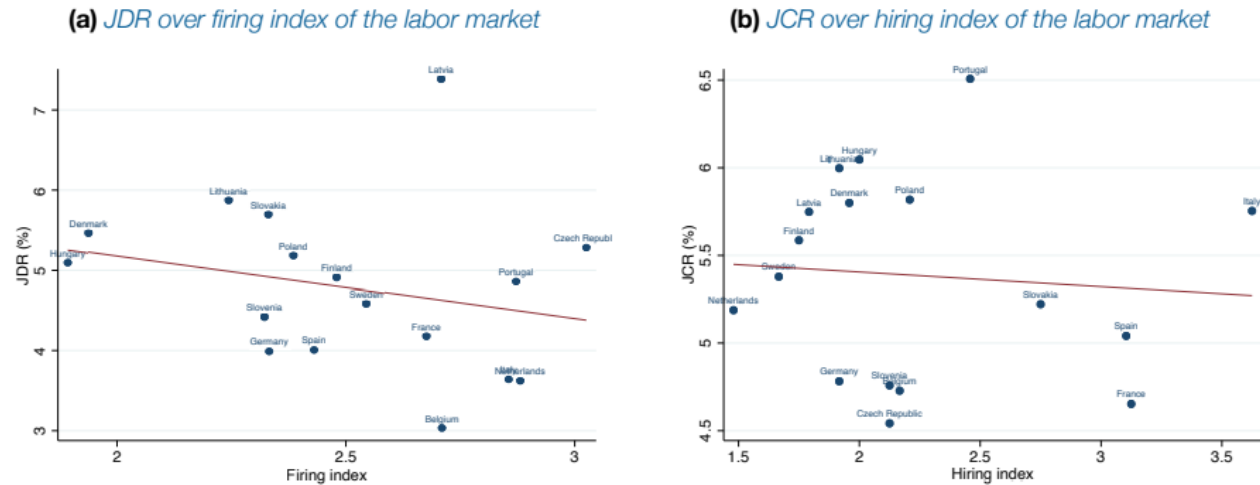 (a) JDR over firing index of the labor market
Latvia
7
Lithuania
6
Slovakia
Denmark
Czech Republ
Poland
Hungary
5
Finland
Portugal
Sweden
Slovenia
France
Germany
Spain
4
Netherlands
Belgium
3
JDR (%)
2
2.5
3
Firing index
(b) JCR over hiring index of the labor market
Portugal
6.5
Hungary
Lithuania
6
Poland
Denmark
Latvia
Italy
Finland
5.5
Sweden
Slovakia
Netherlands
Spain
5
Germany
Slovenia
Belgium
France
Czech Republic
4.5
JCR (%)
1.5
2
2.5
3
3.5
Hiring index